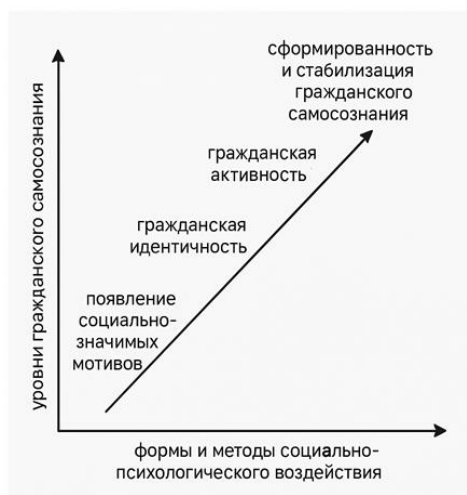 сформированность
и стабилизация
гражданского
самосознания
гражданская
активность
гражданская
идентичность
появление
социально-
значимых
мотивов
уровни гражданского самосознания
формы и методы социально-
психологического воздействия